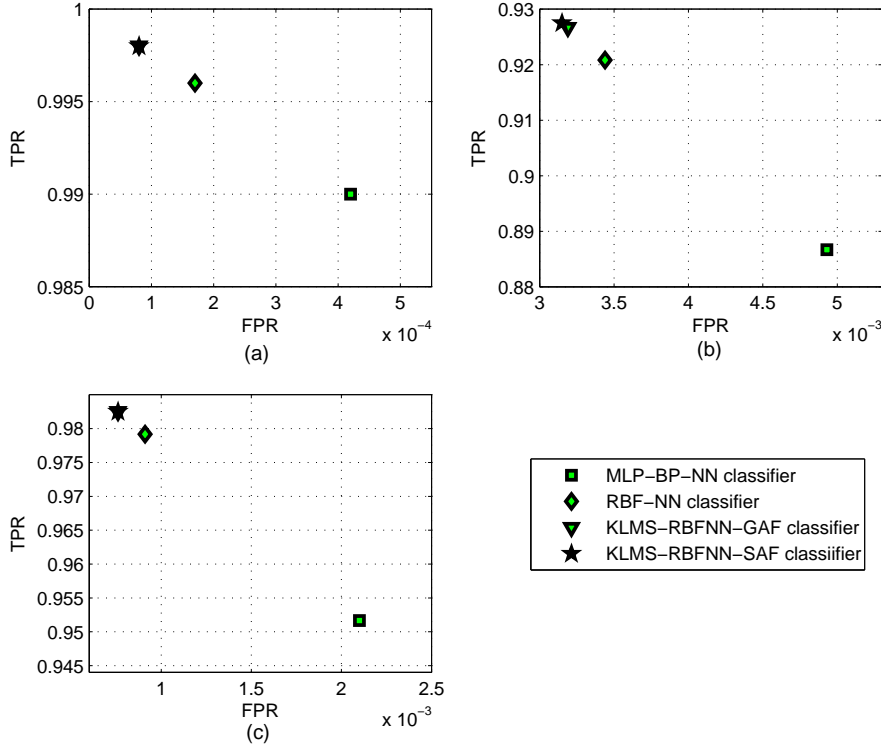 1
0.995
0.99
0.985
TPR
0 1 2 3 4 5
FPR
x 10⁻⁴
(a)
0.93
0.92
0.91
0.9
0.89
0.88
TPR
3 3.5 4 4.5 5
FPR
x 10⁻³
(b)
0.98
0.975
0.97
0.965
0.96
0.955
0.95
0.945
TPR
1 1.5 2 2.5
FPR
x 10⁻³
(c)
MLP−BP−NN classifier
RBF−NN classifier
KLMS−RBFNN−GAF classifier
KLMS−RBFNN−SAF classiifier